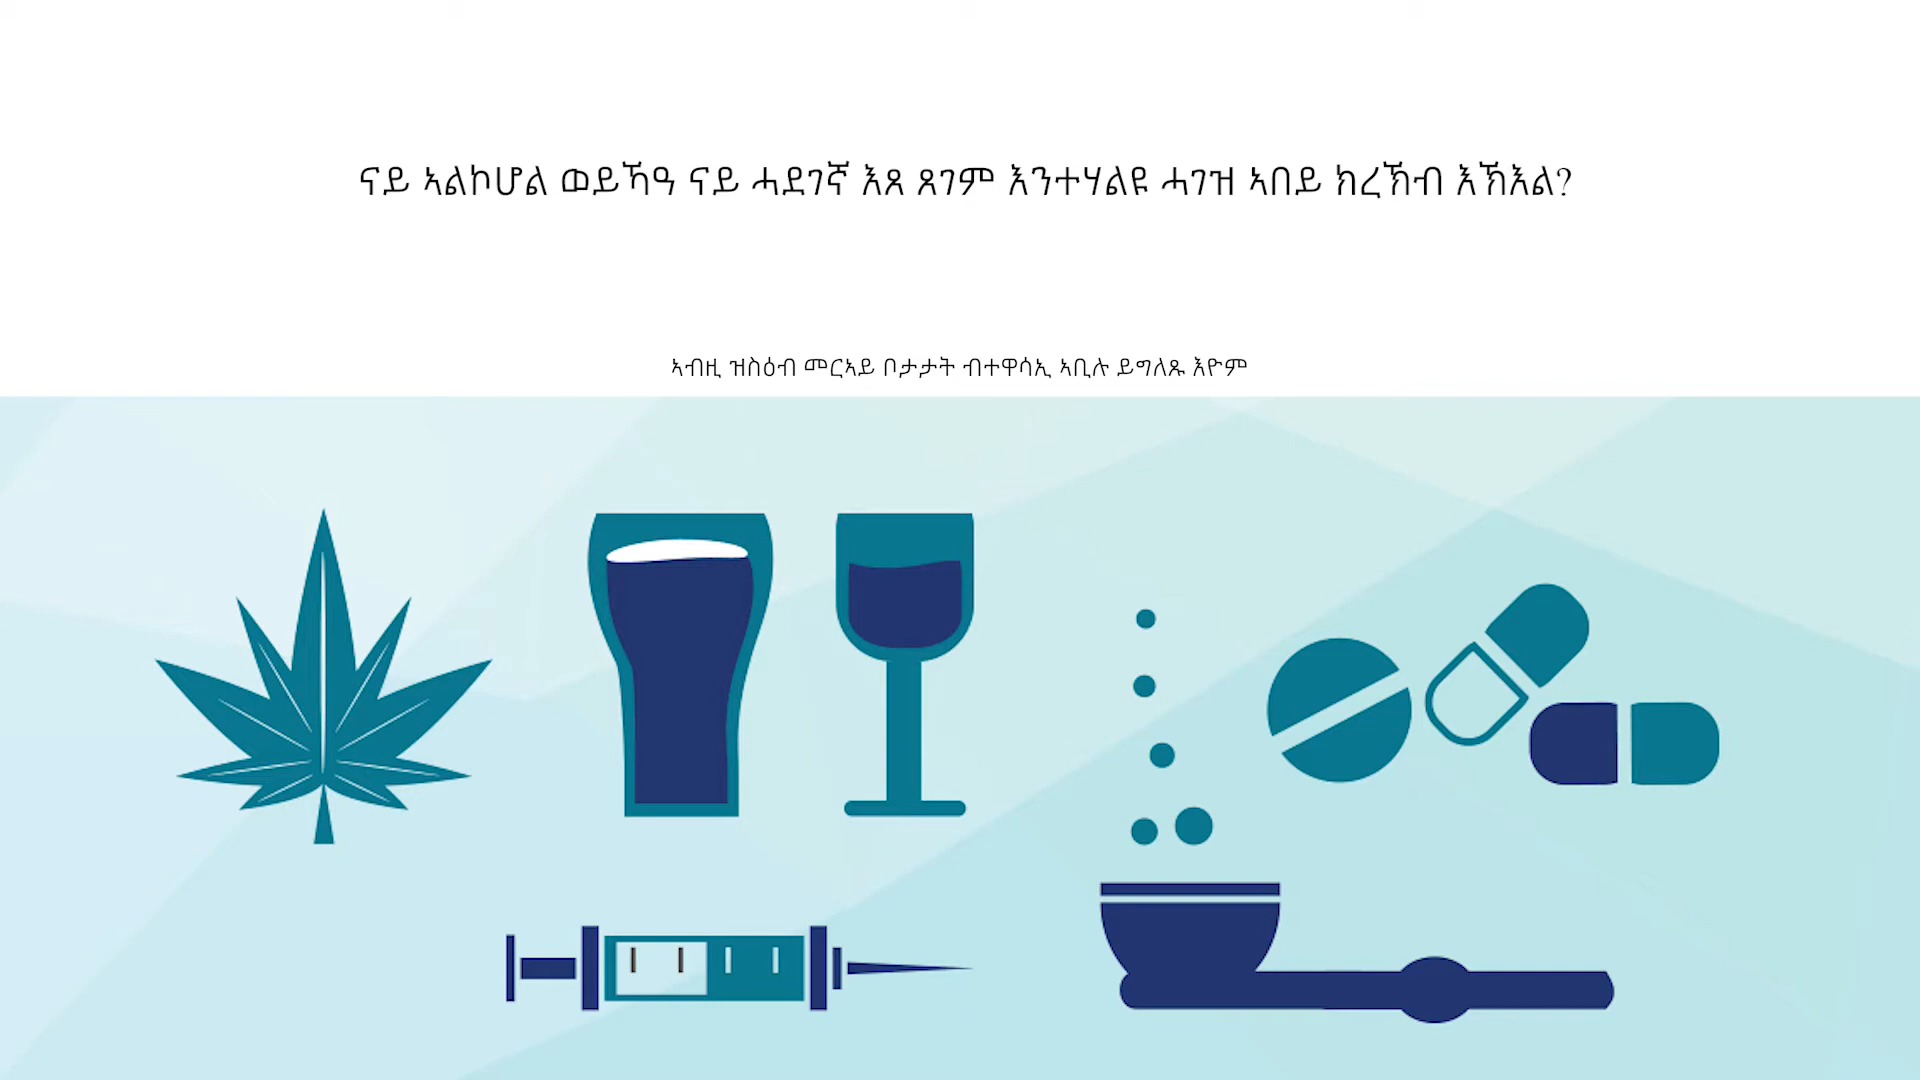 ናይ ኣልኮሆል ወይኻዓ ናይ ሓደገኛ እጸ ጸገም እንተሃልዩ ሓገዝ ኣበይ ክረኽብ እኽእል?
ኣብዚ ዝስዕብ መርኣይ ቦታታት ብተዋሳኢ ኣቢሉ ይግለጹ እዮም